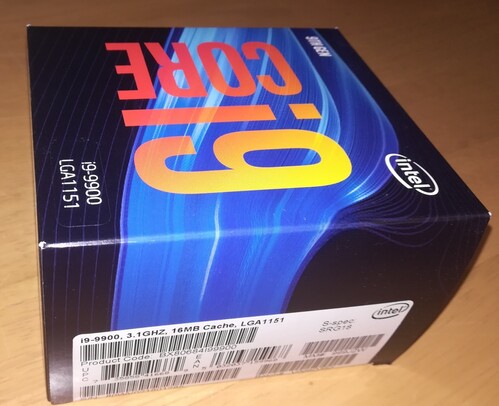 9TH GEN
CORE
i9
intel
i9-9900
LGA1151
i9-9900, 3.1GHZ, 16MB Cache, LGA1151
Product Code: BX80684I99900
S-spec:
SRG18
intel